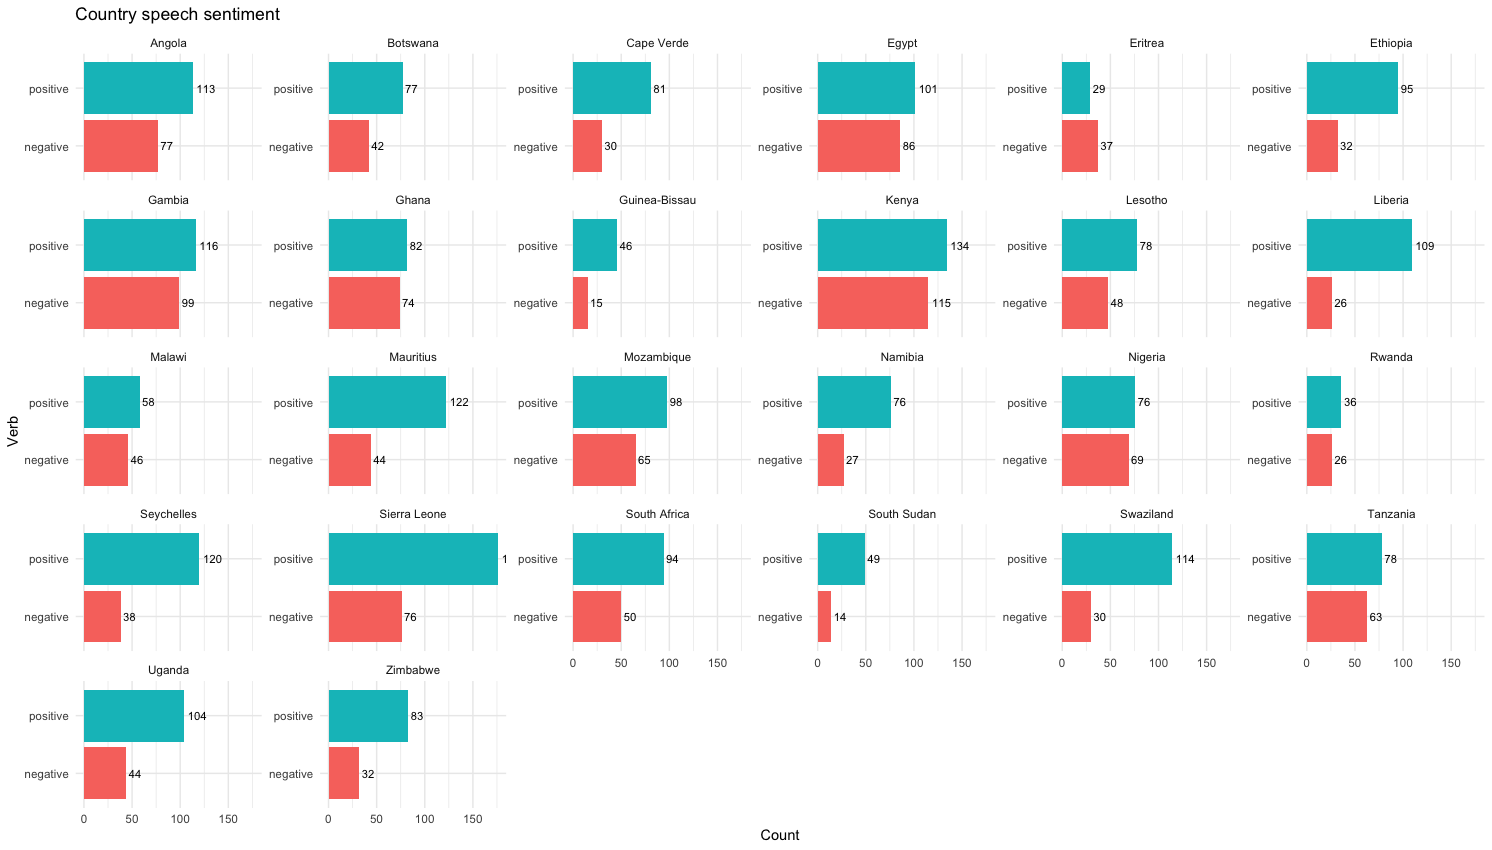 Country speech sentiment
Angola Botswana Cape Verde Egypt Eritrea Ethiopia
positive 113 positive 77 positive 81 positive 101 positive 29 positive 95
negative 77 negative 42 negative 30 negative 86 negative 37 negative 32
Gambia Ghana Guinea-Bissau Kenya Lesotho Liberia
positive 116 positive 82 positive 46 positive 134 positive 78 positive 109
negative 99 negative 74 negative 15 negative 115 negative 48 negative 26
Malawi Mauritius Mozambique Namibia Nigeria Rwanda
positive 58 positive 122 positive 98 positive 76 positive 76 positive 36
Verb
negative 46 negative 44 negative 65 negative 27 negative 69 negative 26
Seychelles Sierra Leone South Africa South Sudan Swaziland Tanzania
positive 120 positive positive 94 positive 49 positive 114 positive 78
negative 38 negative 76 negative 50 negative 14 negative 30 negative 63
0 50 100 150 0 50 100 150 0 50 100 150 0 50 100 150
Uganda Zimbabwe
positive 104 positive 83
negative 44 negative 32
0 50 100 150 0 50 100 150
Count